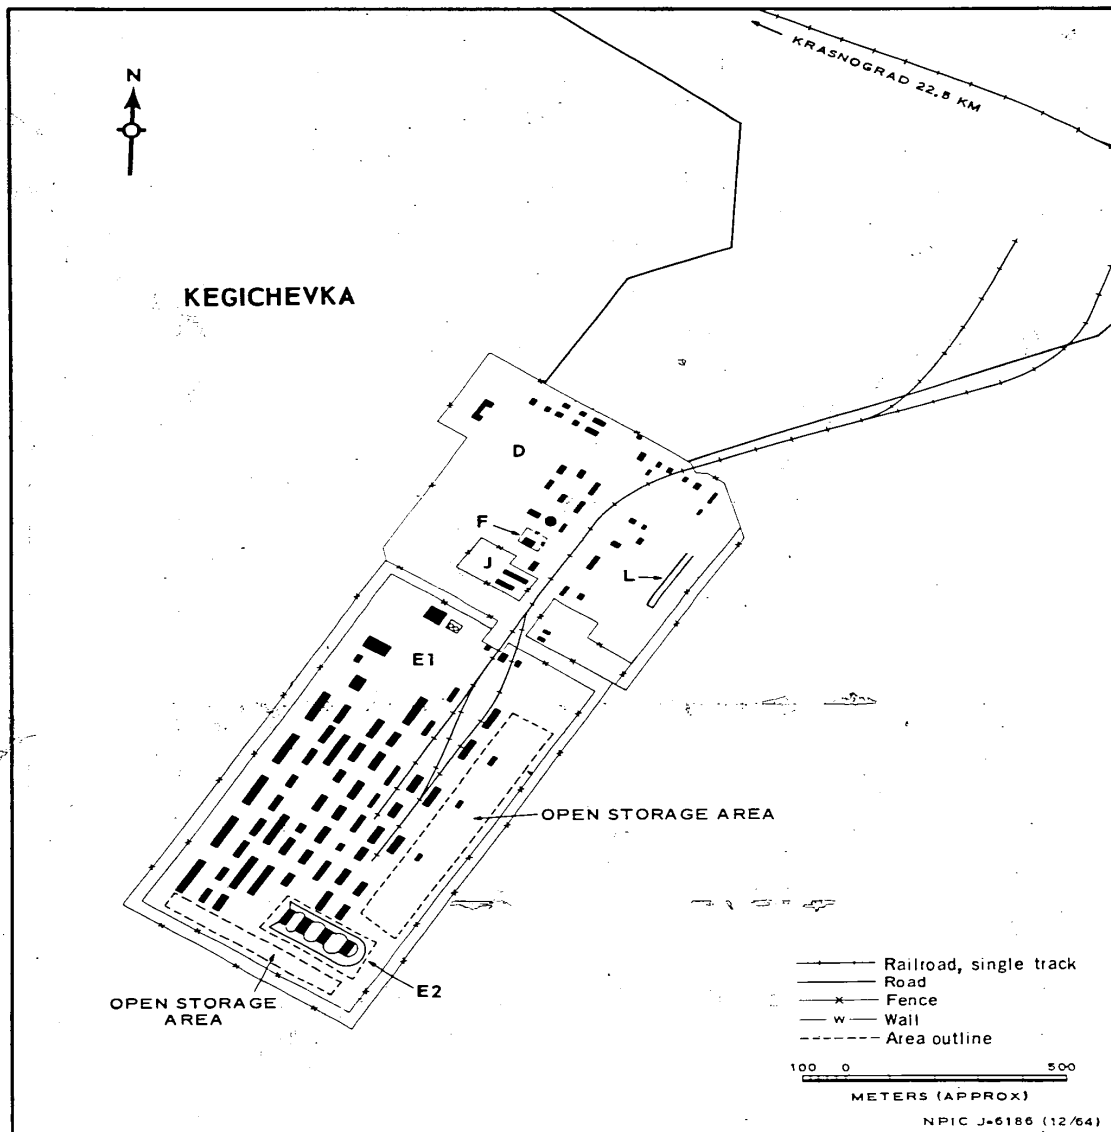 N
KRASNOGRAD 22.5 KM
KEGICHEVKA
D
F
J
L
E1
OPEN STORAGE AREA
E2
OPEN STORAGE
AREA
Railroad, single track
Road
Fence
W Wall
Area outline
100 0 500
METERS (APPROX)
NPIC J-6186 (12/64)